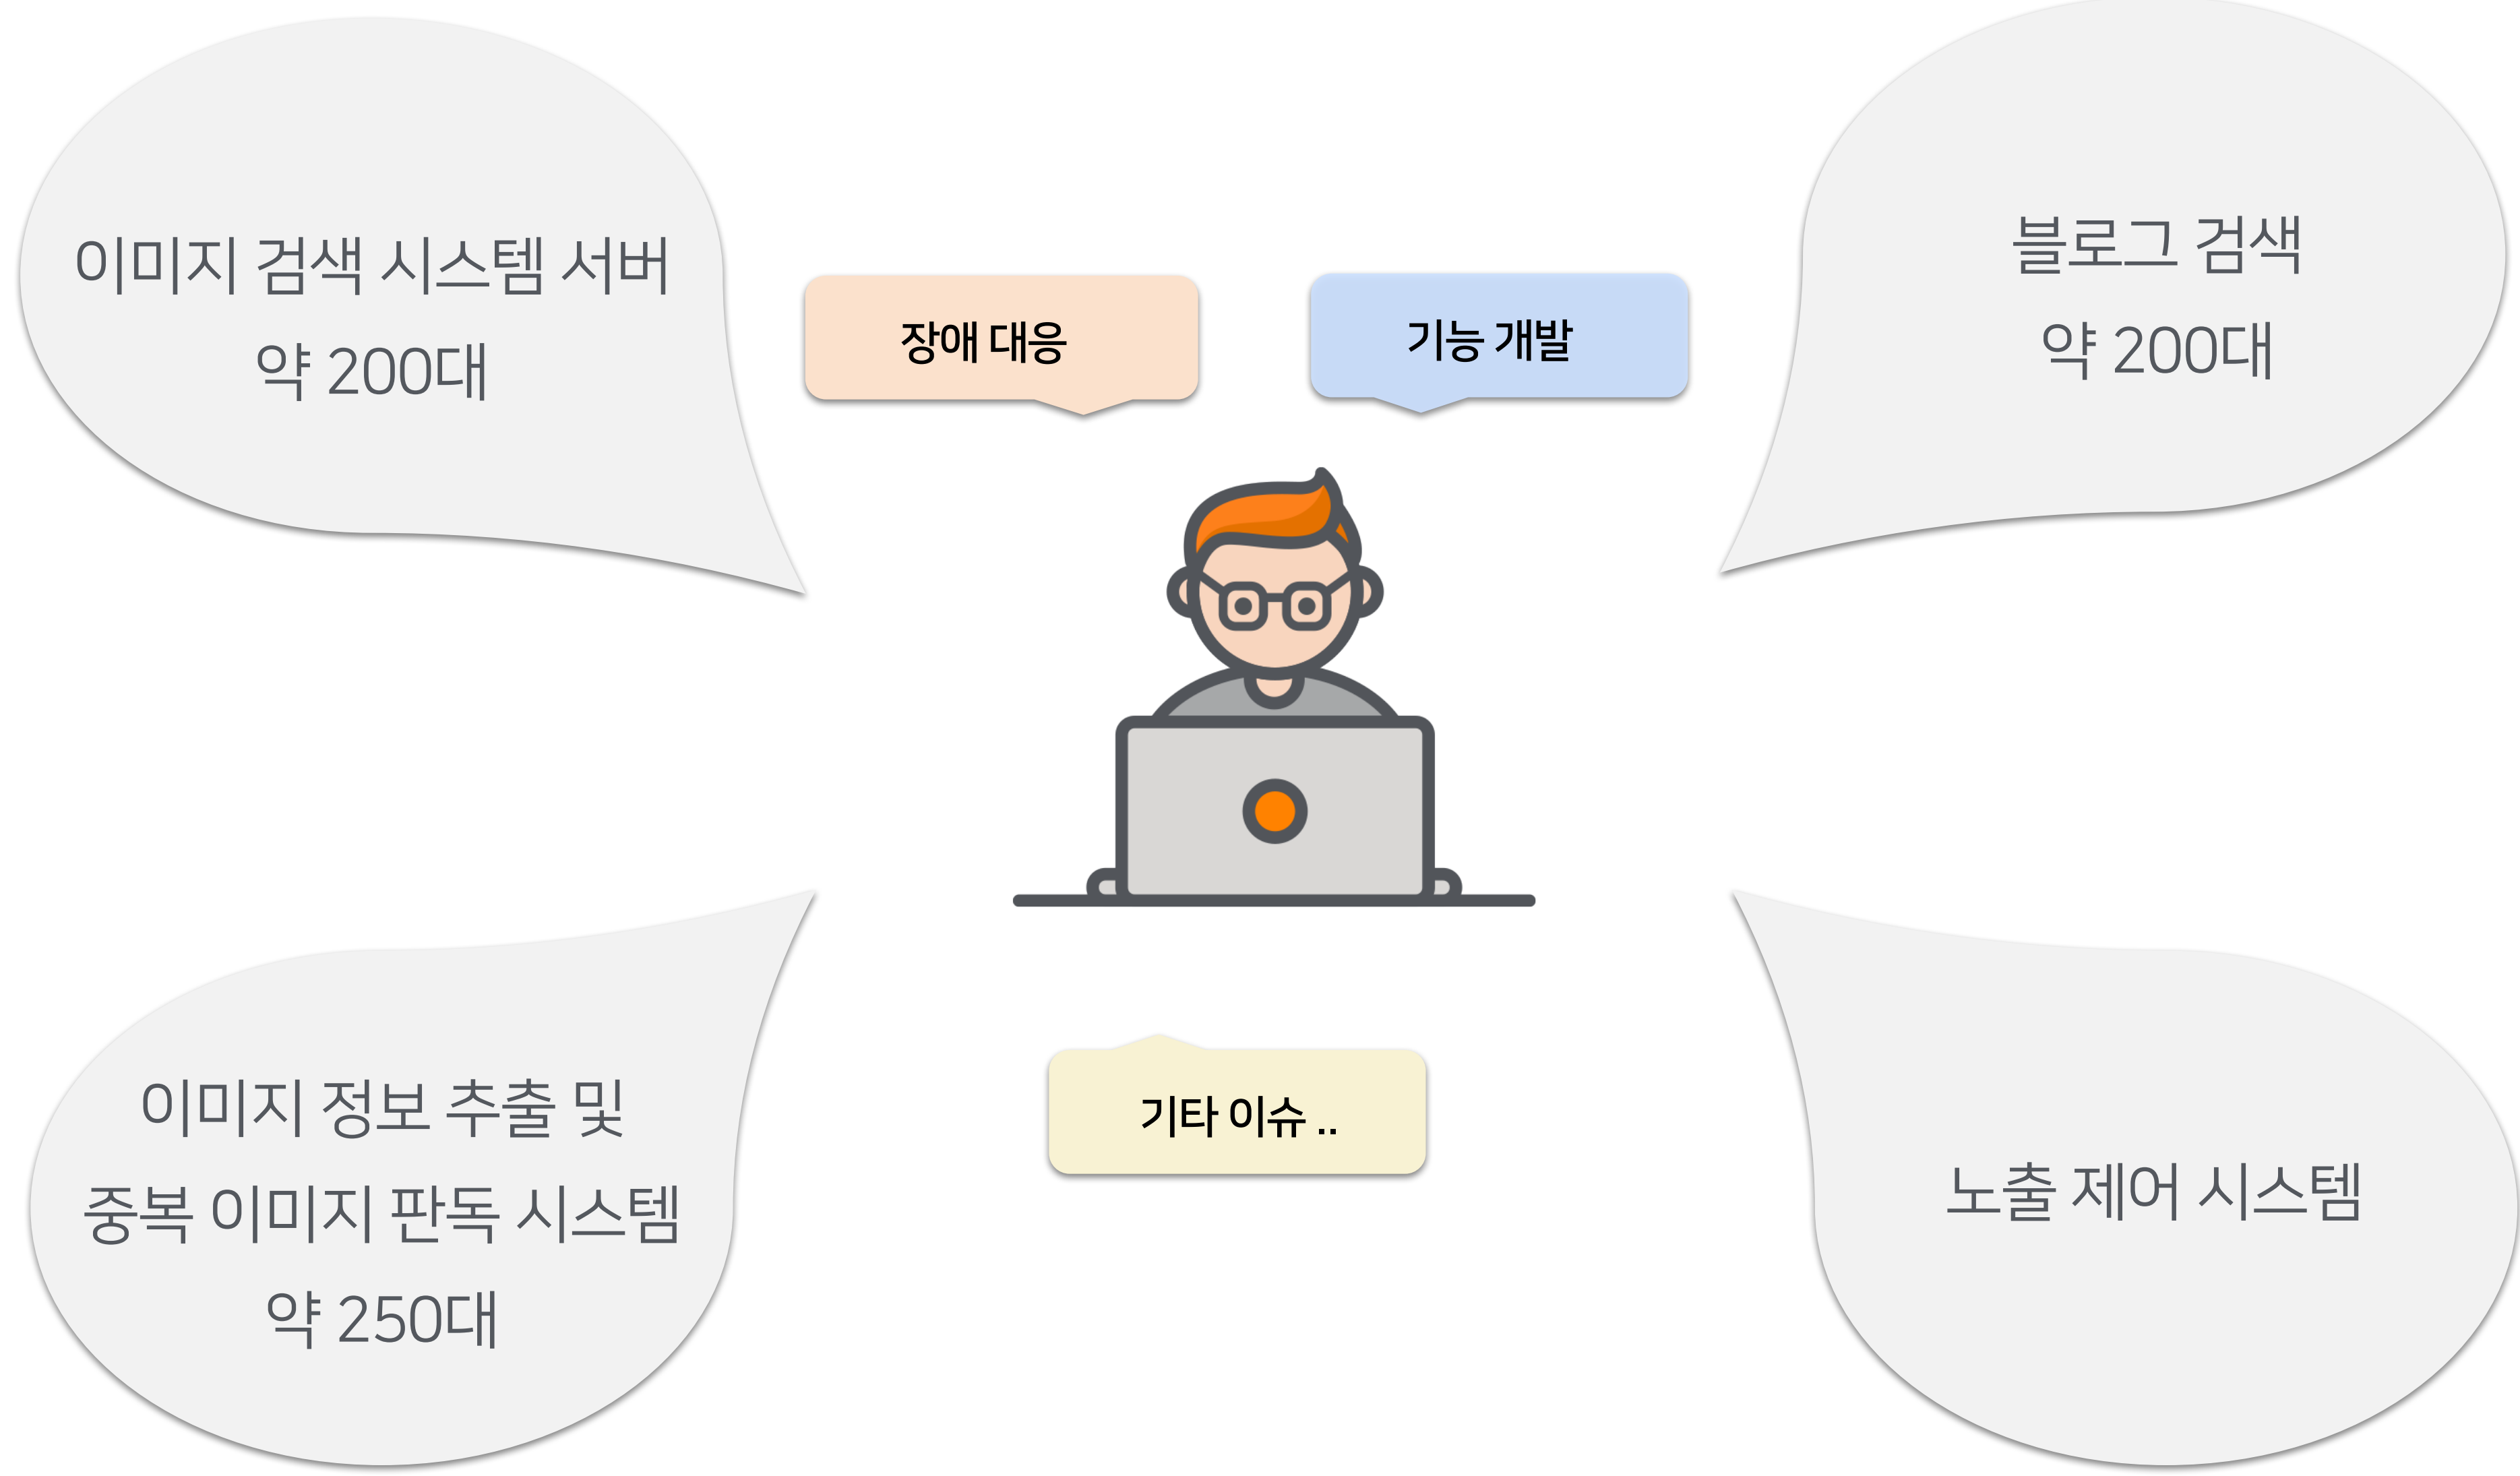 이미지 검색 시스템 서버
약 200대
장애 대응
기능 개발
블로그 검색
약 200대
이미지 정보 추출 및
중복 이미지 판독 시스템
약 250대
기타 이슈 ..
노출 제어 시스템